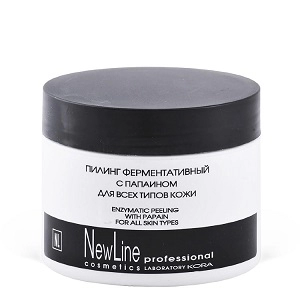 ПИЛИНГ ФЕРМЕНТАТИВНЫЙ
С ПАПАИНОМ
ДЛЯ ВСЕХ ТИПОВ КОЖИ
ENZYMATIC PEELING
WITH PAPAIN
FOR ALL SKIN TYPES
NL
NewLine professional
cosmetics LABORATORY KORA